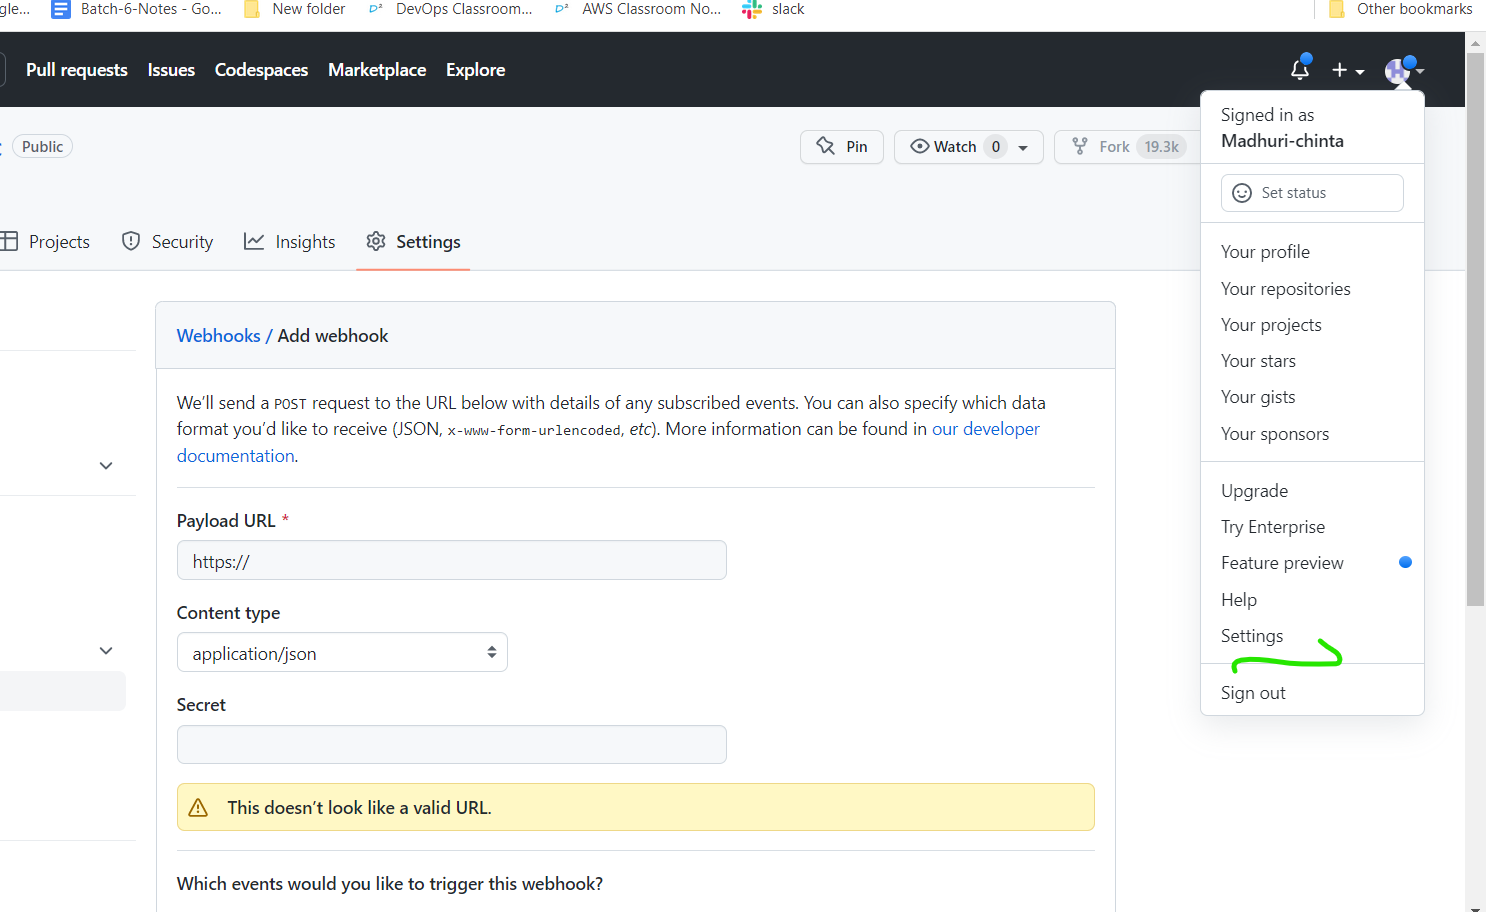 gle...
Batch-6-Notes - Go...
New folder
DevOps Classroom...
AWS Classroom No...
slack
Other bookmarks
Pull requests
Issues
Codespaces
Marketplace
Explore
Public
Pin
Watch 0
Fork 19.3k
Signed in as
Madhuri-chinta
Set status
Projects
Security
Insights
Settings
Your profile
Your repositories
Your projects
Your stars
Your gists
Your sponsors
Upgrade
Try Enterprise
Feature preview
Help
Settings
Sign out
Webhooks / Add webhook
We’ll send a POST request to the URL below with details of any subscribed events. You can also specify which data
format you’d like to receive (JSON, x-www-form-urlencoded, etc). More information can be found in our developer
documentation.
Payload URL *
https://
Content type
application/json
Secret
This doesn’t look like a valid URL.
Which events would you like to trigger this webhook?